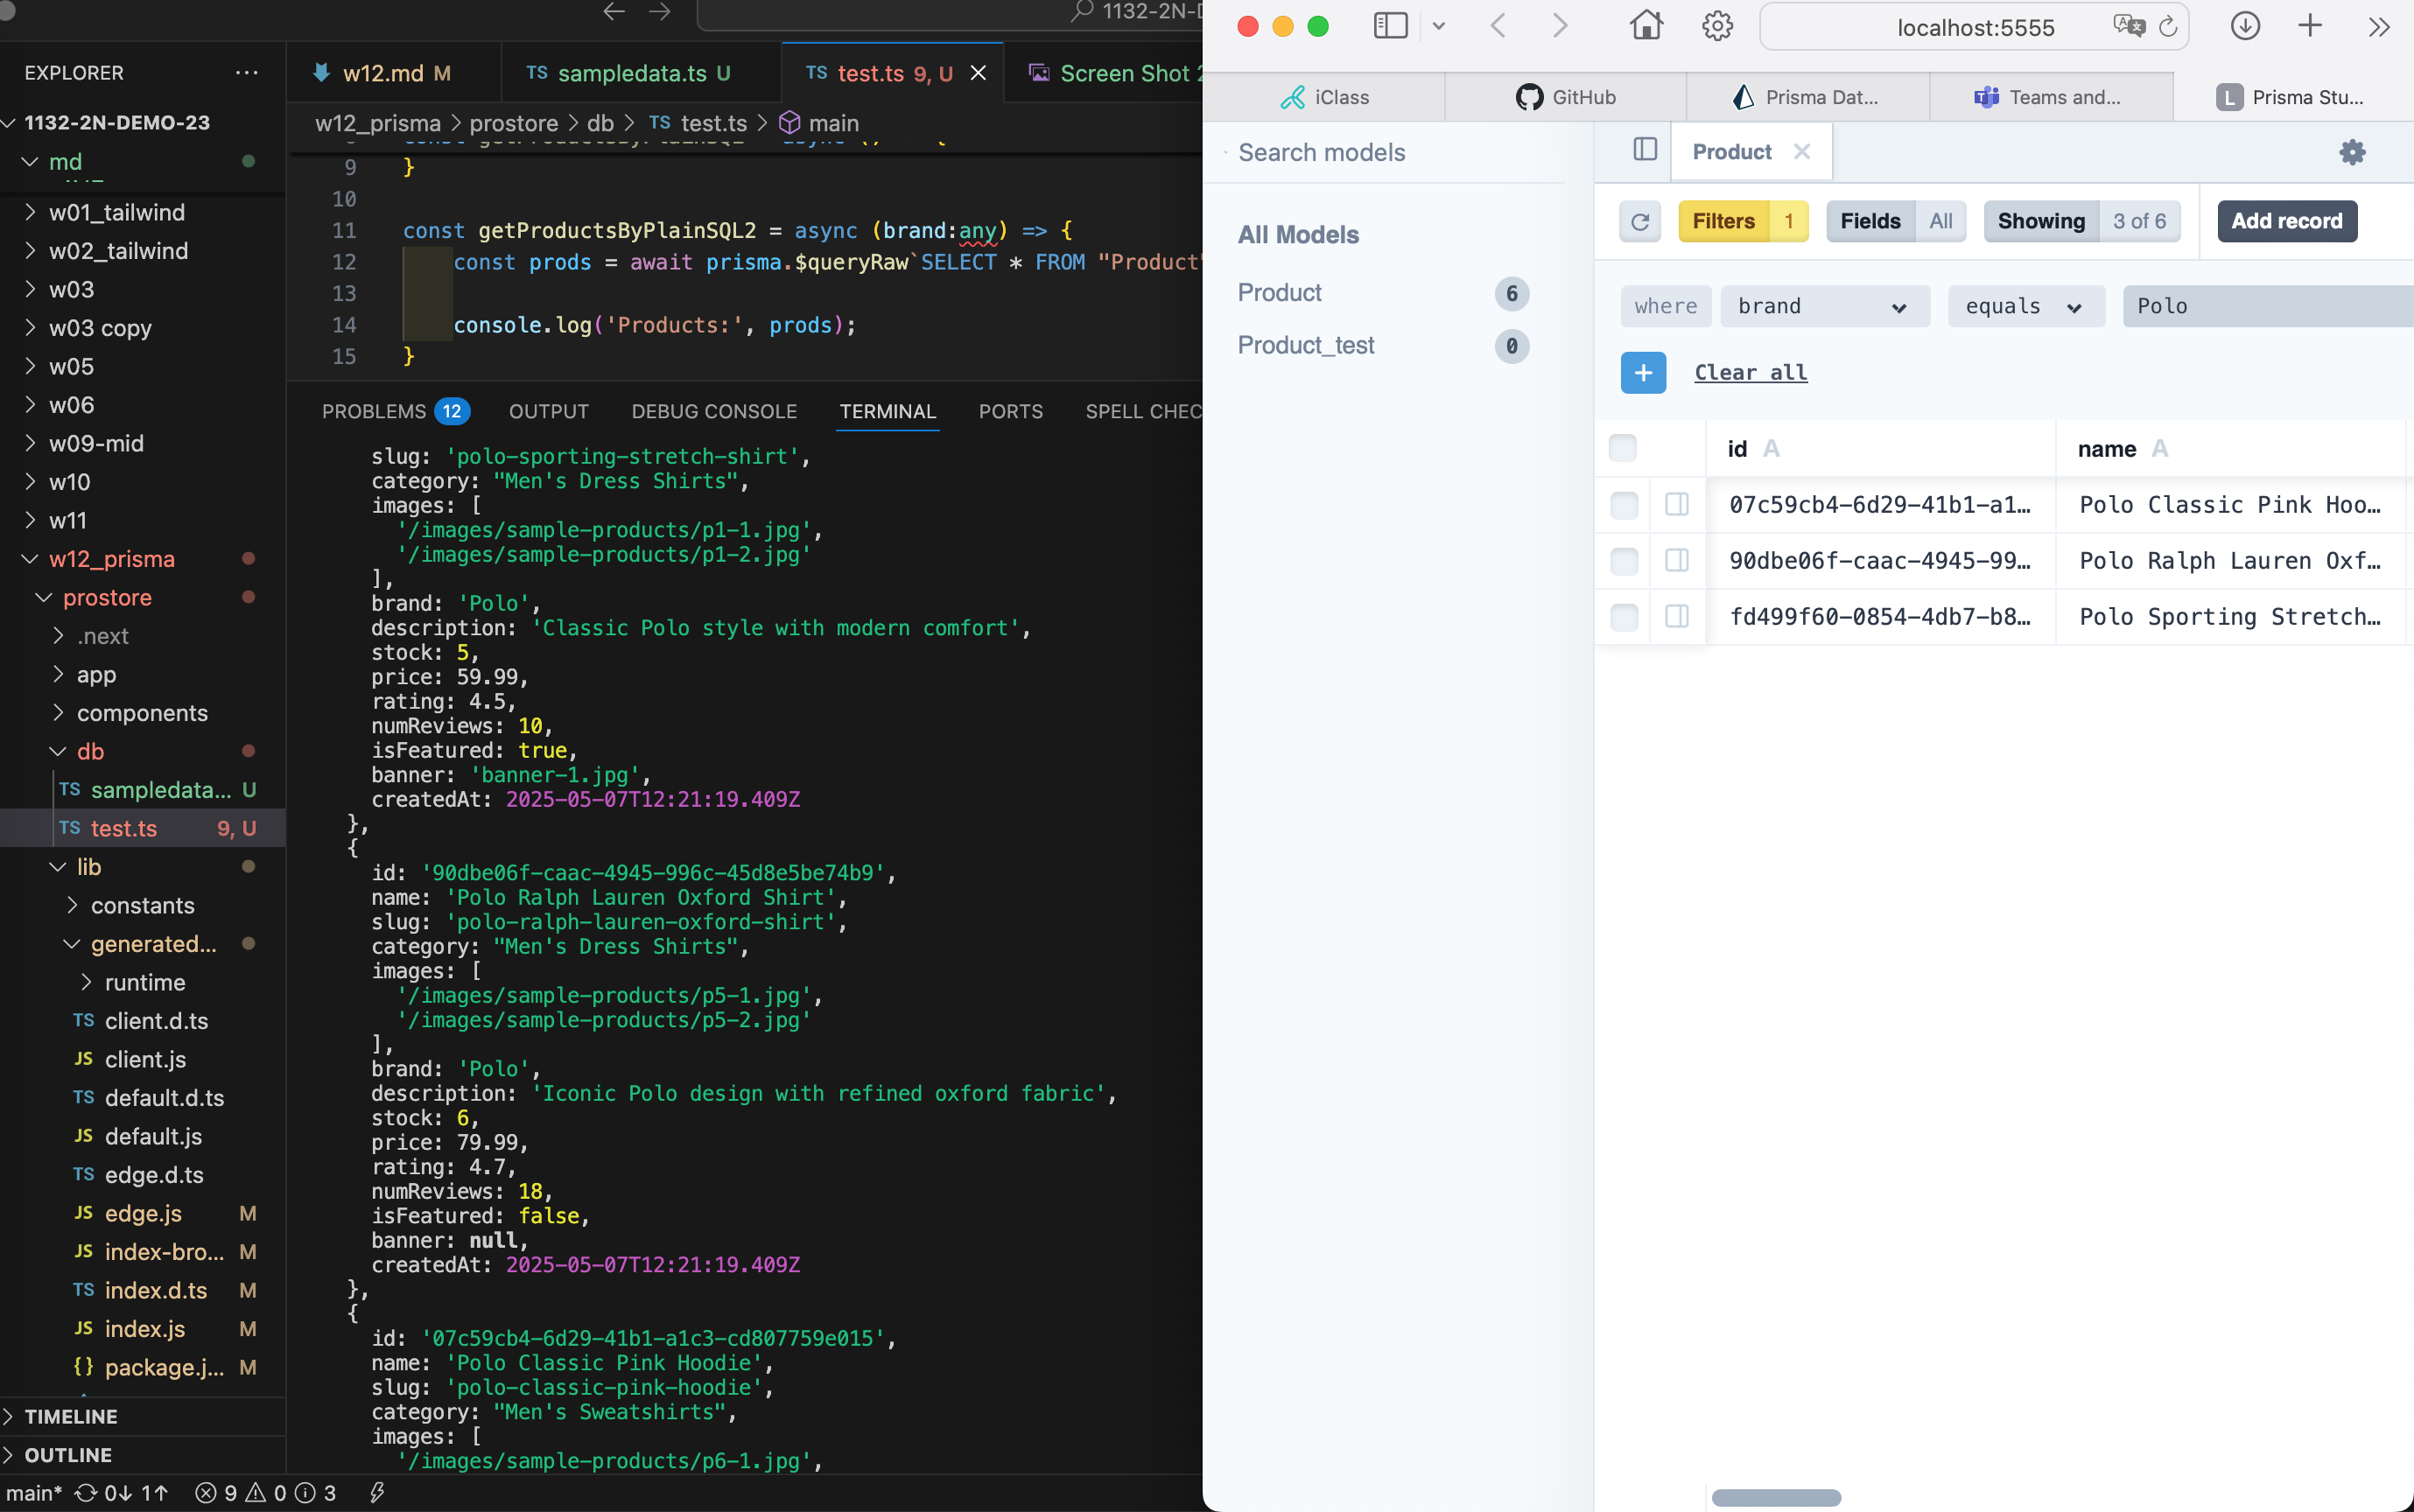 1132-2N-D
EXPLORER
1132-2N-DEMO-23
md
w01_tailwind
w02_tailwind
w03
w03 copy
w05
w06
w09-mid
w10
w11
w12_prisma
prostore
.next
app
components
db
TS sampledata... U
TS test.ts 9, U
lib
constants
generated...
runtime
TS client.d.ts
JS client.js
TS default.d.ts
JS default.js
TS edge.d.ts
JS edge.js M
JS index-bro... M
TS index.d.ts M
JS index.js M
{} package.j... M
TIMELINE
OUTLINE
main* 0↓ 1↑ 9 0 3
w12.md M
TS sampledata.ts U
TS test.ts 9, U
Screen Shot 2
w12_prisma > prostore > db > TS test.ts > main
9 }
10
11 const getProductsByPlainSQL2 = async (brand:any) => {
12 const prods = await prisma.$queryRaw`SELECT * FROM "Product"
13
14 console.log('Products:', prods);
15 }
PROBLEMS 12 OUTPUT DEBUG CONSOLE TERMINAL PORTS SPELL CHEC
slug: 'polo-sporting-stretch-shirt',
category: "Men's Dress Shirts",
images: [
'/images/sample-products/p1-1.jpg',
'/images/sample-products/p1-2.jpg'
],
brand: 'Polo',
description: 'Classic Polo style with modern comfort',
stock: 5,
price: 59.99,
rating: 4.5,
numReviews: 10,
isFeatured: true,
banner: 'banner-1.jpg',
createdAt: 2025-05-07T12:21:19.409Z
},
{
id: '90dbe06f-caac-4945-996c-45d8e5be74b9',
name: 'Polo Ralph Lauren Oxford Shirt',
slug: 'polo-ralph-lauren-oxford-shirt',
category: "Men's Dress Shirts",
images: [
'/images/sample-products/p5-1.jpg',
'/images/sample-products/p5-2.jpg'
],
brand: 'Polo',
description: 'Iconic Polo design with refined oxford fabric',
stock: 6,
price: 79.99,
rating: 4.7,
numReviews: 18,
isFeatured: false,
banner: null,
createdAt: 2025-05-07T12:21:19.409Z
},
{
id: '07c59cb4-6d29-41b1-a1c3-cd807759e015',
name: 'Polo Classic Pink Hoodie',
slug: 'polo-classic-pink-hoodie',
category: "Men's Sweatshirts",
images: [
'/images/sample-products/p6-1.jpg',
localhost:5555
iClass
GitHub
Prisma Dat...
Teams and...
L Prisma Stu...
Search models
All Models
Product 6
Product_test 0
Product
Filters 1 Fields All Showing 3 of 6 Add record
where brand equals Polo
+ Clear all
id A name A
07c59cb4-6d29-41b1-a1... Polo Classic Pink Hoo...
90dbe06f-caac-4945-99... Polo Ralph Lauren Oxf...
fd499f60-0854-4db7-b8... Polo Sporting Stretch...